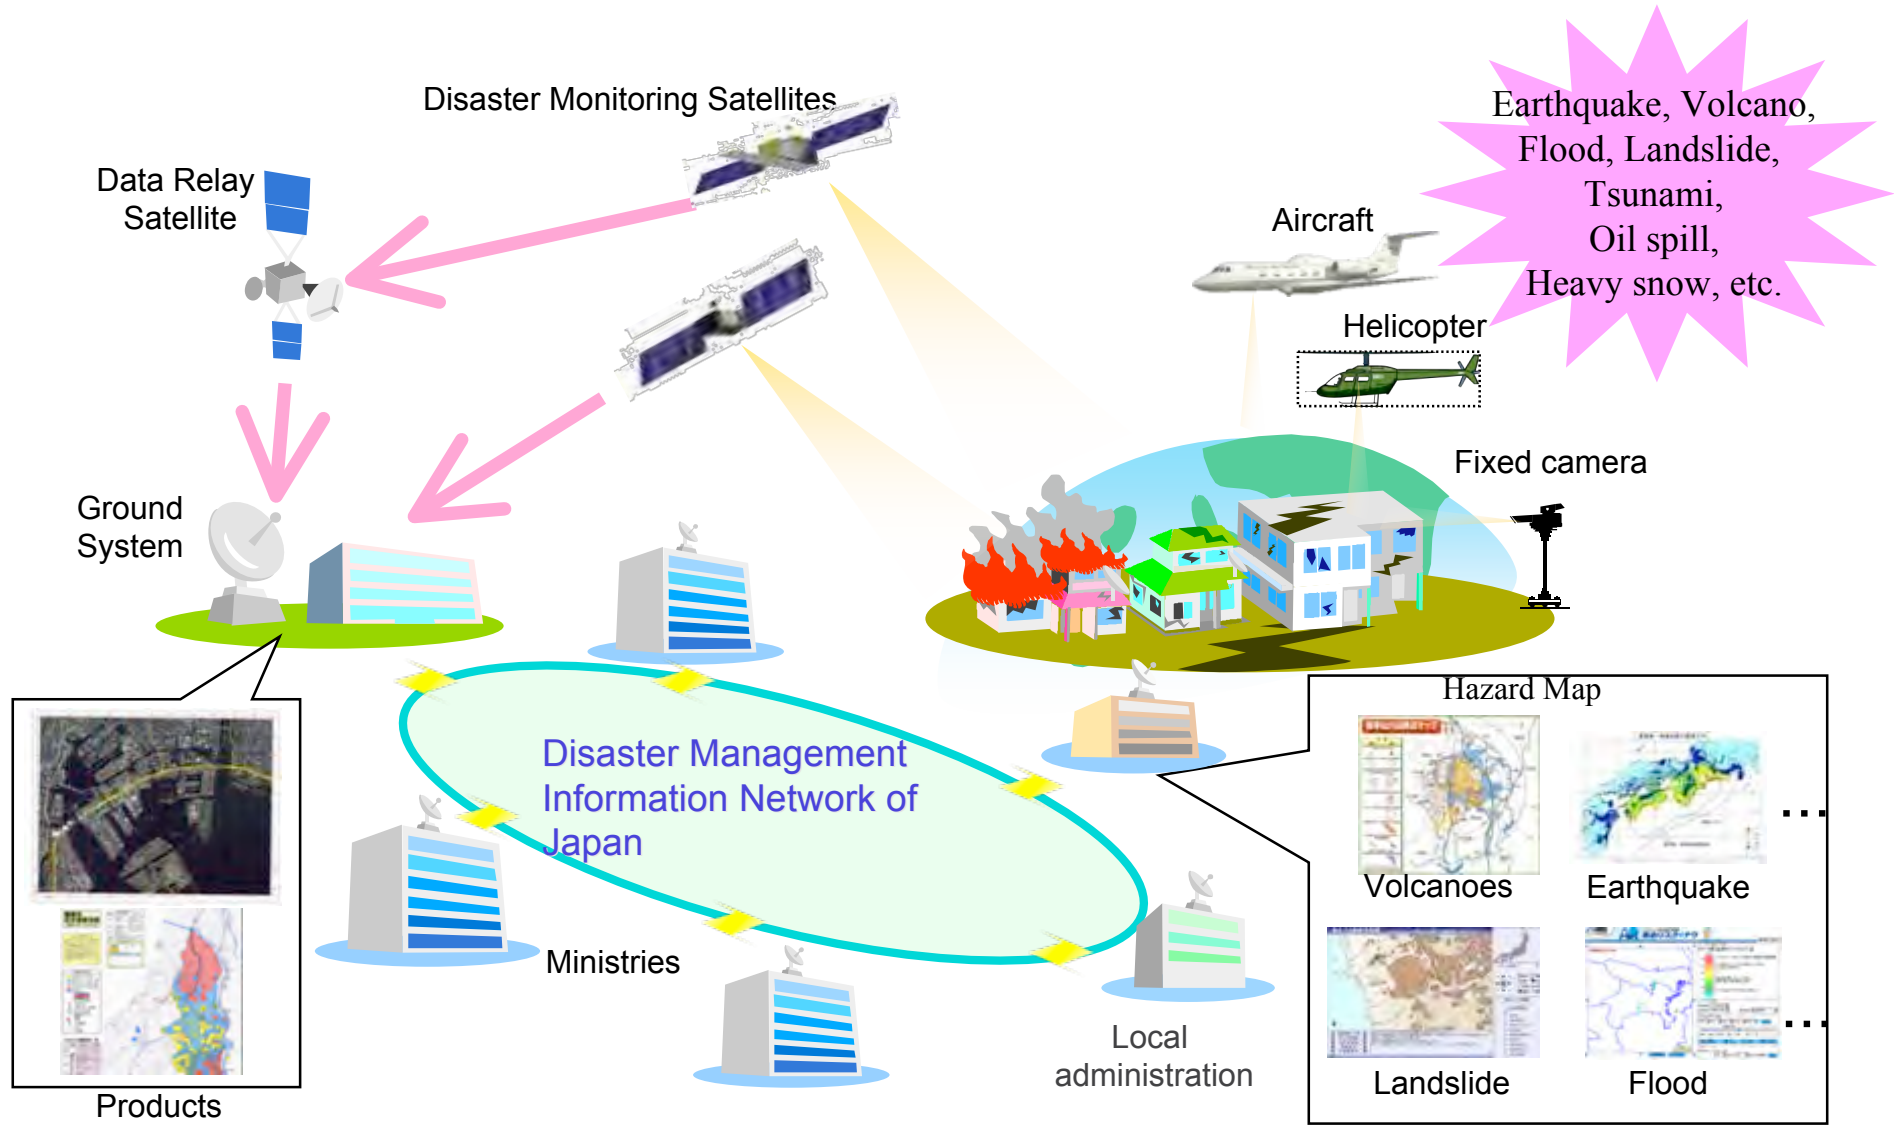 Disaster Monitoring Satellites
Data Relay
Satellite
Earthquake, Volcano,
Flood, Landslide,
Tsunami,
Oil spill,
Heavy snow, etc.
Aircraft
Helicopter
Fixed camera
Ground
System
Disaster Management
Information Network of
Japan
Hazard Map
Volcanoes
Earthquake
...
Landslide
Flood
...
Ministries
Local
administration
Products